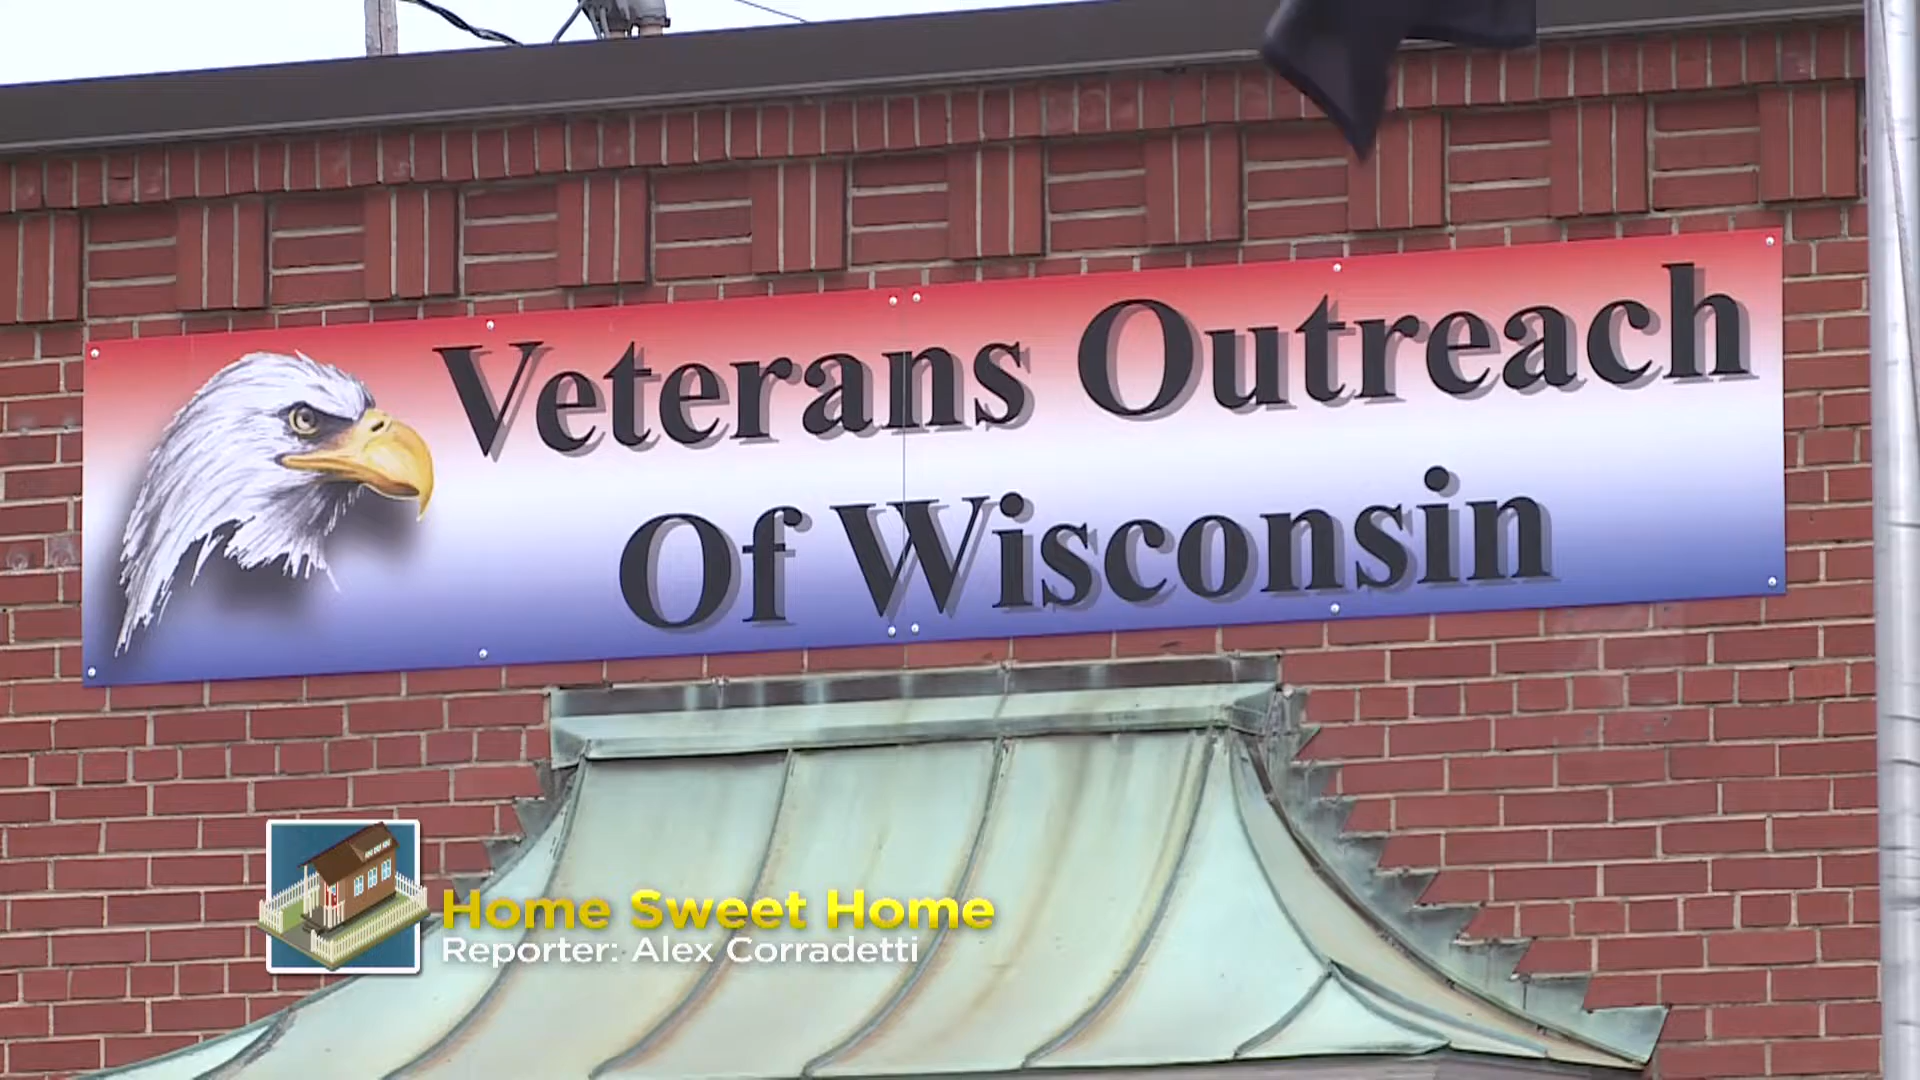 Veterans Outreach
Of Wisconsin
Home Sweet Home
Reporter: Alex Corradetti